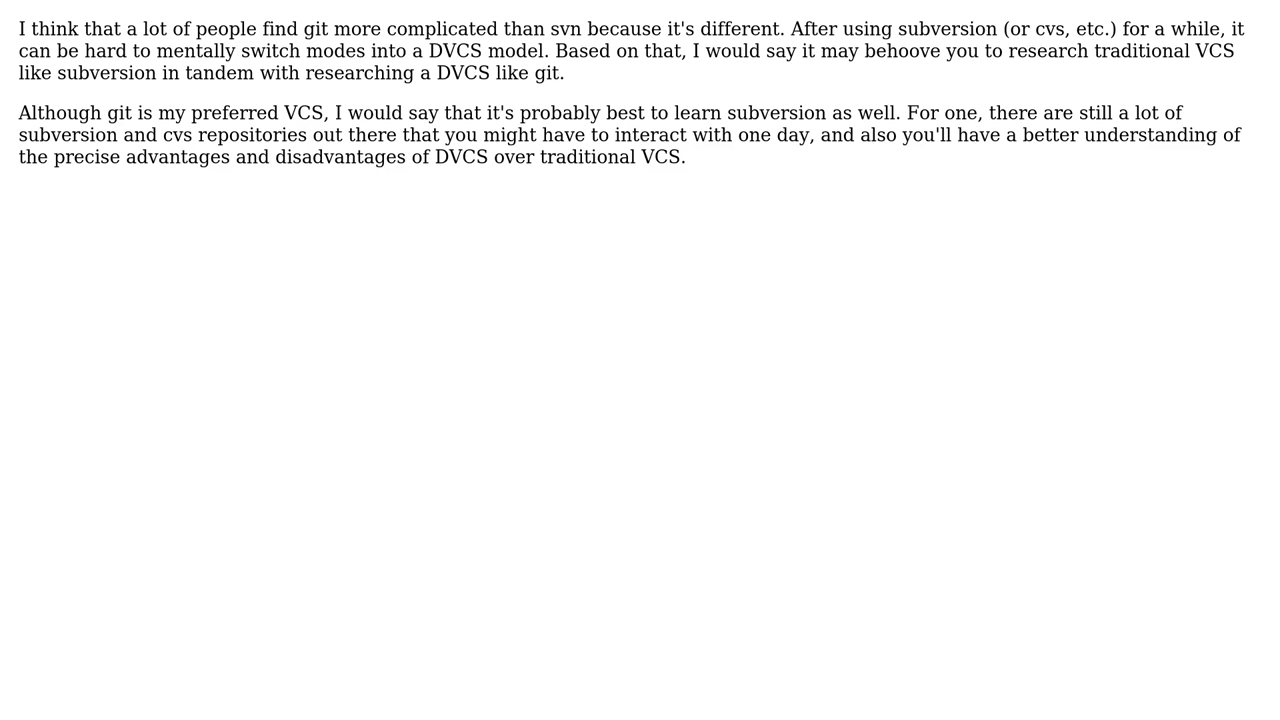 I think that a lot of people find git more complicated than svn because it's different. After using subversion (or cvs, etc.) for a while, it
can be hard to mentally switch modes into a DVCS model. Based on that, I would say it may behoove you to research traditional VCS
like subversion in tandem with researching a DVCS like git.
Although git is my preferred VCS, I would say that it's probably best to learn subversion as well. For one, there are still a lot of
subversion and cvs repositories out there that you might have to interact with one day, and also you'll have a better understanding of
the precise advantages and disadvantages of DVCS over traditional VCS.